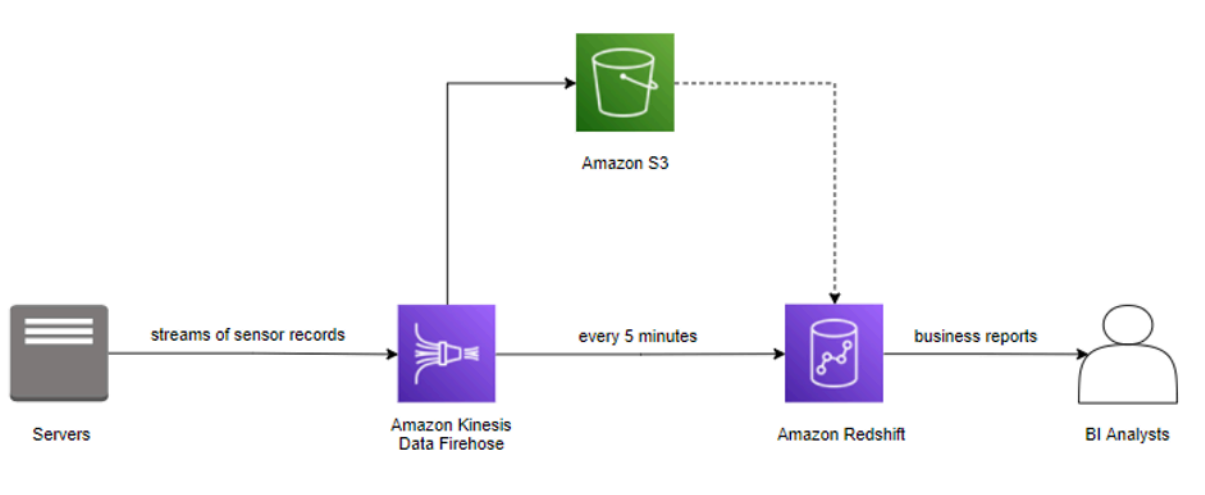 Amazon S3
streams of sensor records
every 5 minutes
business reports
Servers
Amazon Kinesis
Data Firehose
Amazon Redshift
BI Analysts